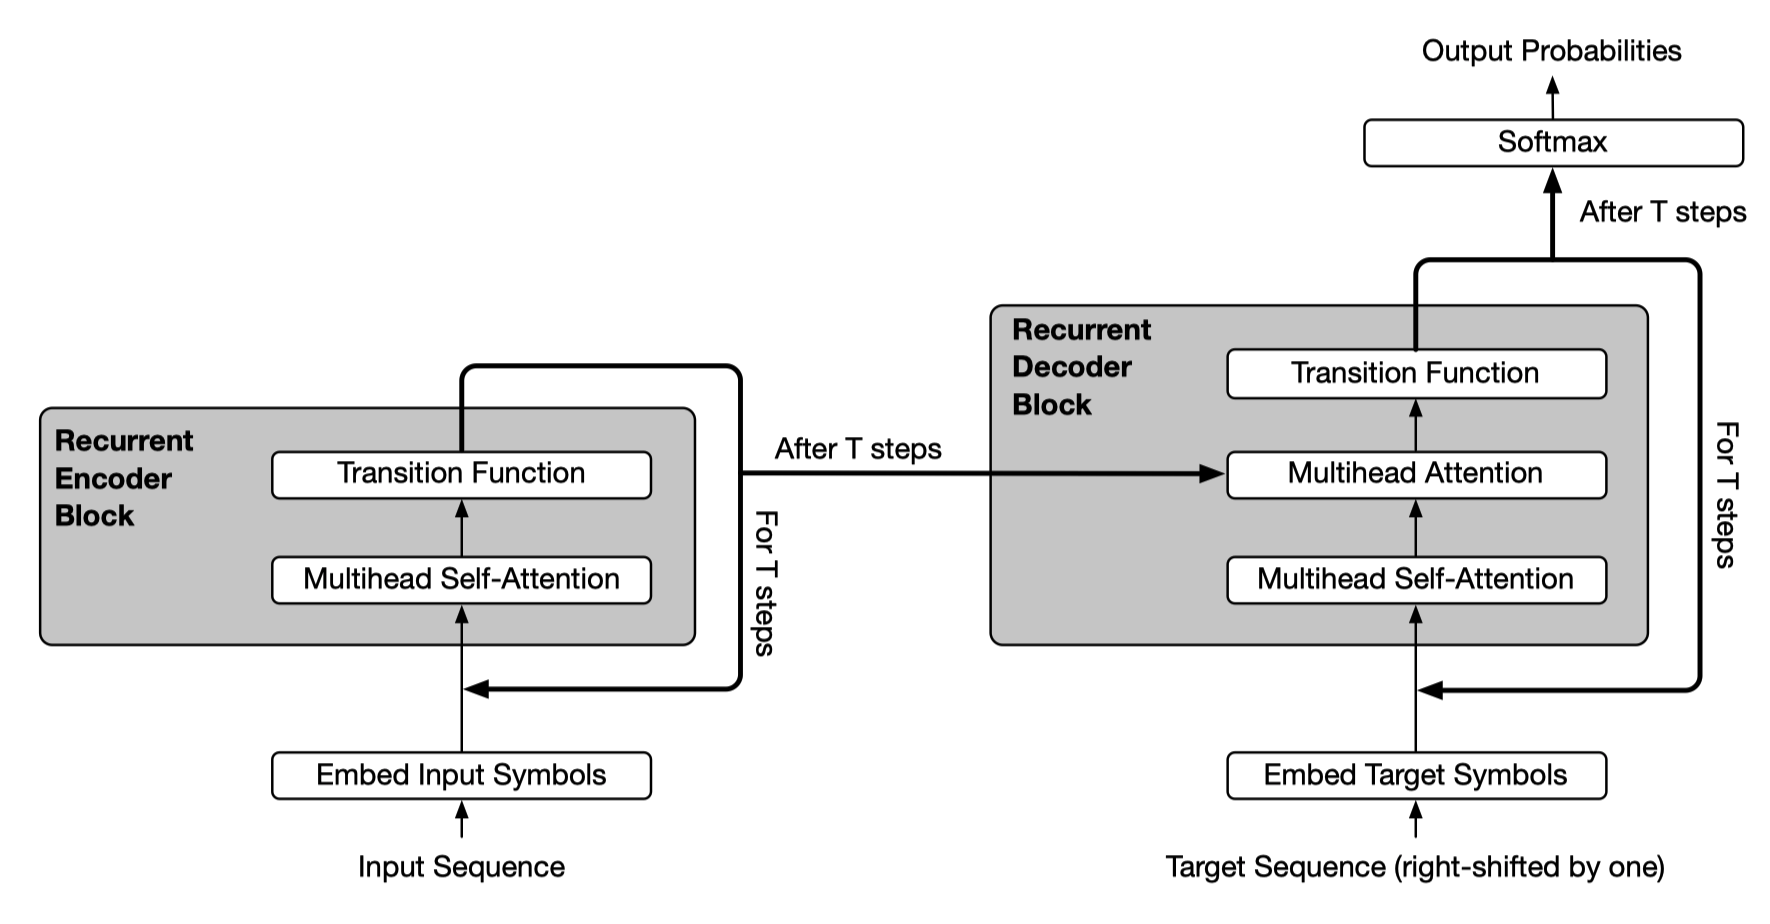 Output Probabilities
Softmax
After T steps
Recurrent
Decoder
Block
Transition Function
Multihead Attention
Multihead Self-Attention
For T steps
Embed Target Symbols
Target Sequence (right-shifted by one)
After T steps
Recurrent
Encoder
Block
Transition Function
Multihead Self-Attention
For T steps
Embed Input Symbols
Input Sequence